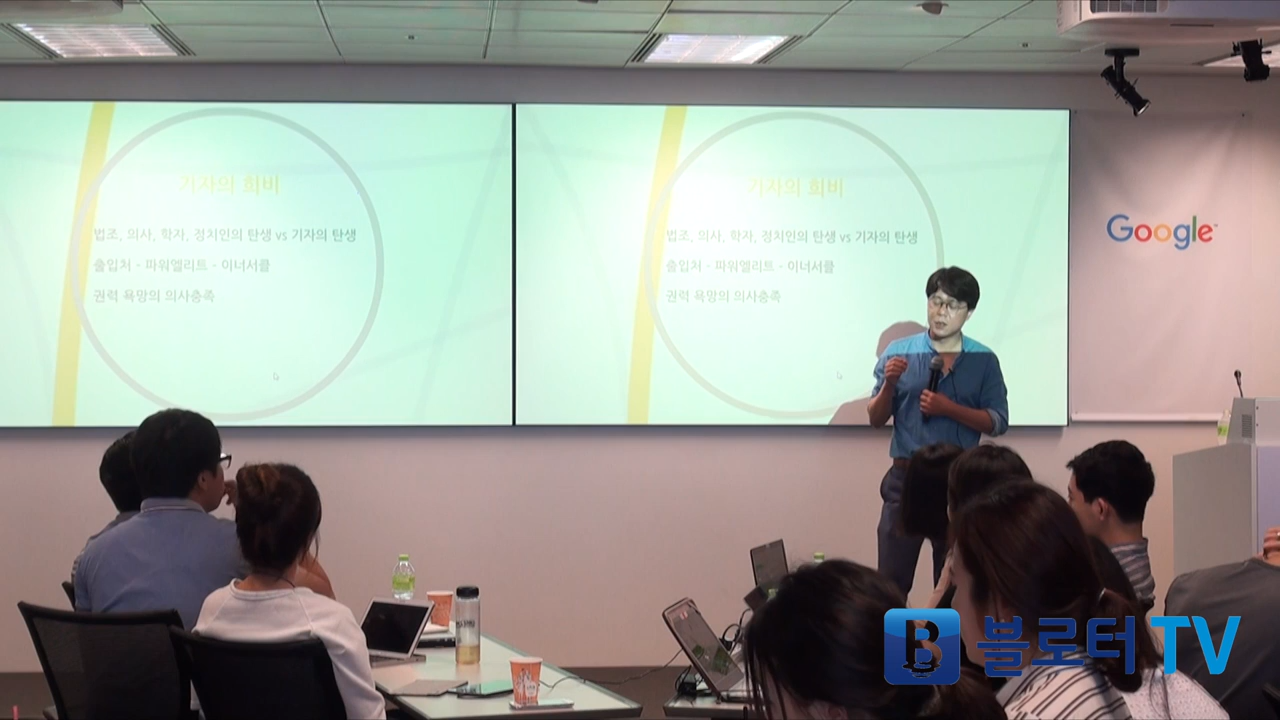 기자의 희비
법조, 의사, 학자, 정치인의 탄생 vs 기자의 탄생
출입처 - 파워엘리트 - 이너서클
권력 욕망의 의사충족
기자의 희비
법조, 의사, 학자, 정치인의 탄생 vs 기자의 탄생
출입처 - 파워엘리트 - 이너서클
권력 욕망의 의사충족
Google
B 블로터TV